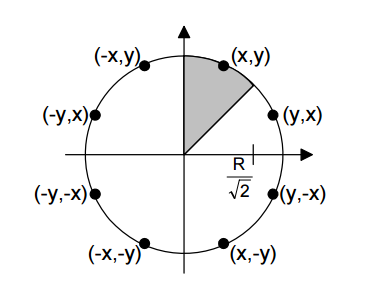 (-x,y) (x,y)
(-y,x) (y,x)
R
√2
(-y,-x) (y,-x)
(-x,-y) (x,-y)